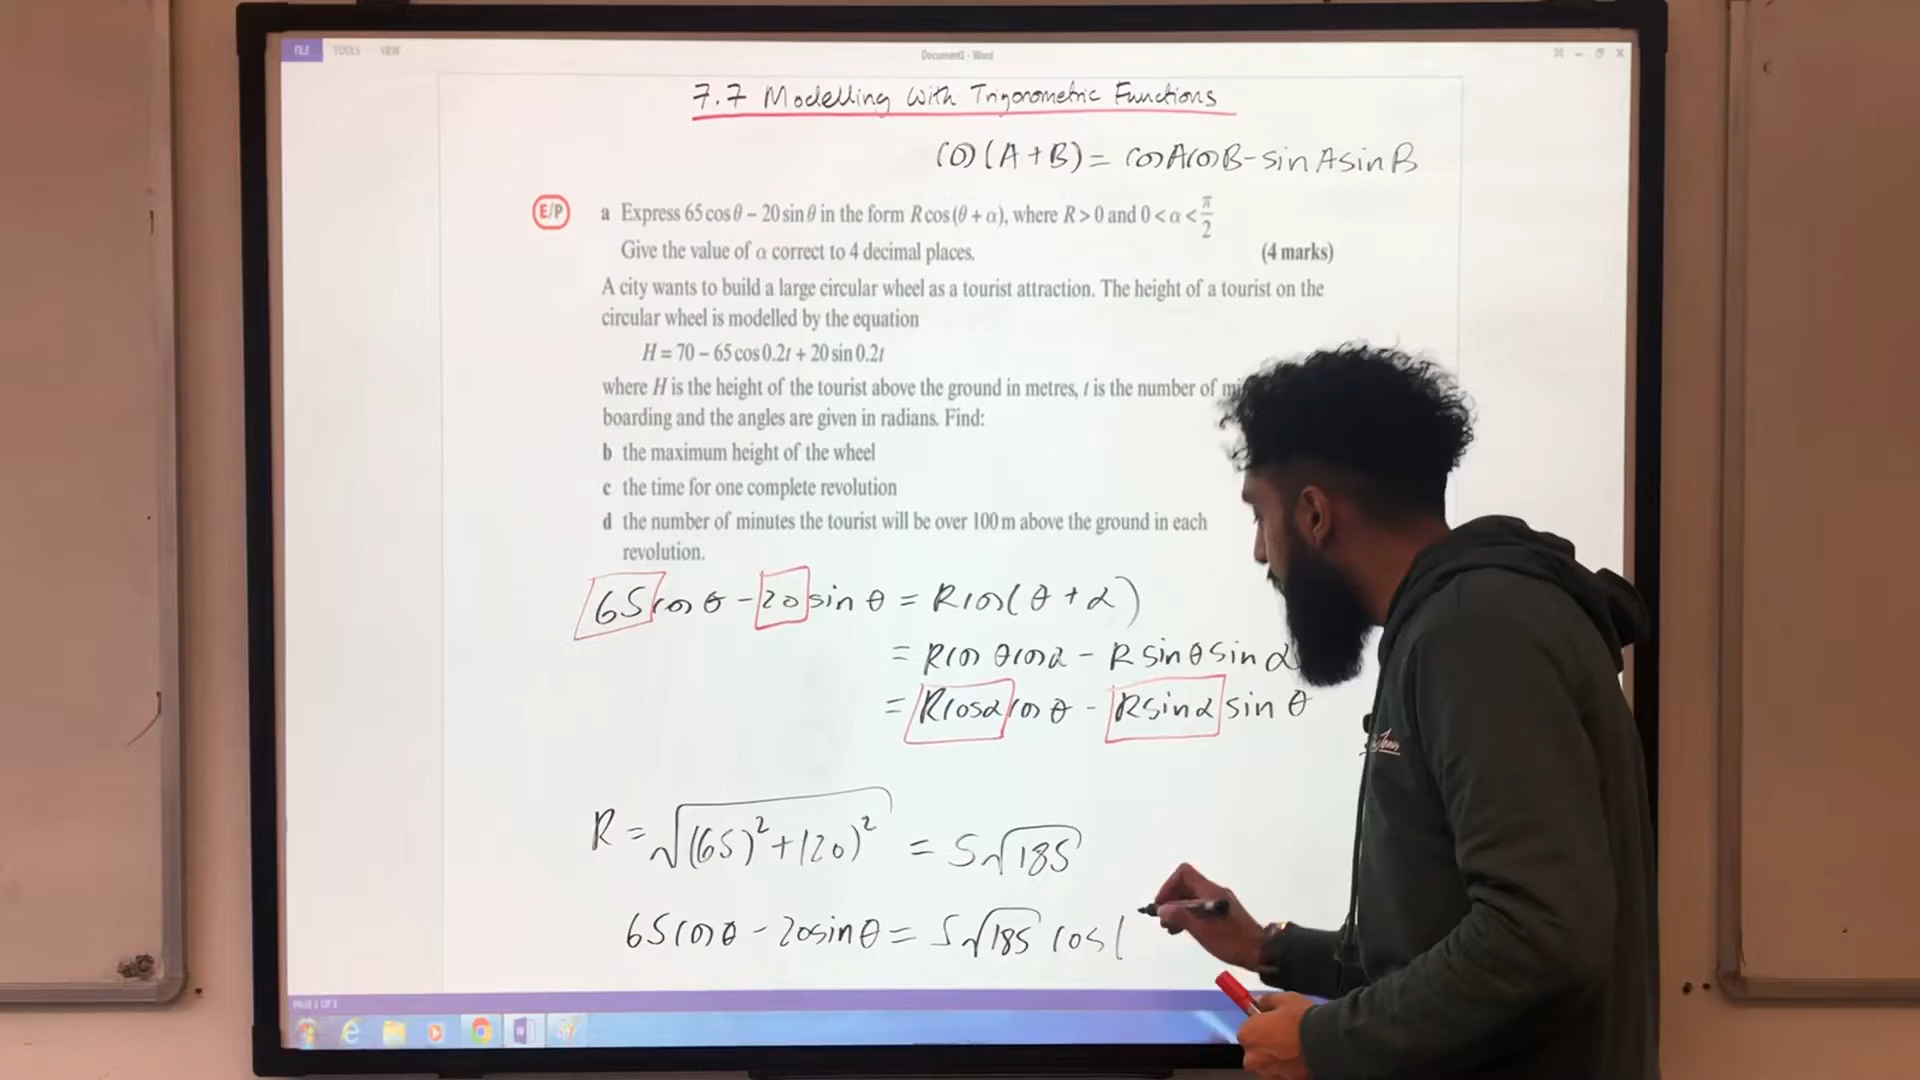 FILE TOOLS VIEW
Document1 - Word
7.7 Modelling with Trigonometric Functions
cos(A+B) = cosAcosB-sinAsinB
E/P
a Express 65 cos θ − 20 sin θ in the form R cos (θ + α), where R > 0 and 0 < α < π/2
Give the value of α correct to 4 decimal places. (4 marks)
A city wants to build a large circular wheel as a tourist attraction. The height of a tourist on the
circular wheel is modelled by the equation
H = 70 − 65 cos 0.2t + 20 sin 0.2t
where H is the height of the tourist above the ground in metres, t is the number of
boarding and the angles are given in radians. Find:
b the maximum height of the wheel
c the time for one complete revolution
d the number of minutes the tourist will be over 100 m above the ground in each
revolution.
65cosθ − 20sinθ = Rcos(θ + α)
= Rcosθcosα − Rsinθsinα
= Rcosαcosθ − Rsinαsinθ
R = √(65)²+(20)² = 5√185
65cosθ − 20sinθ = 5√185 cos(
PAGE 1 OF 1